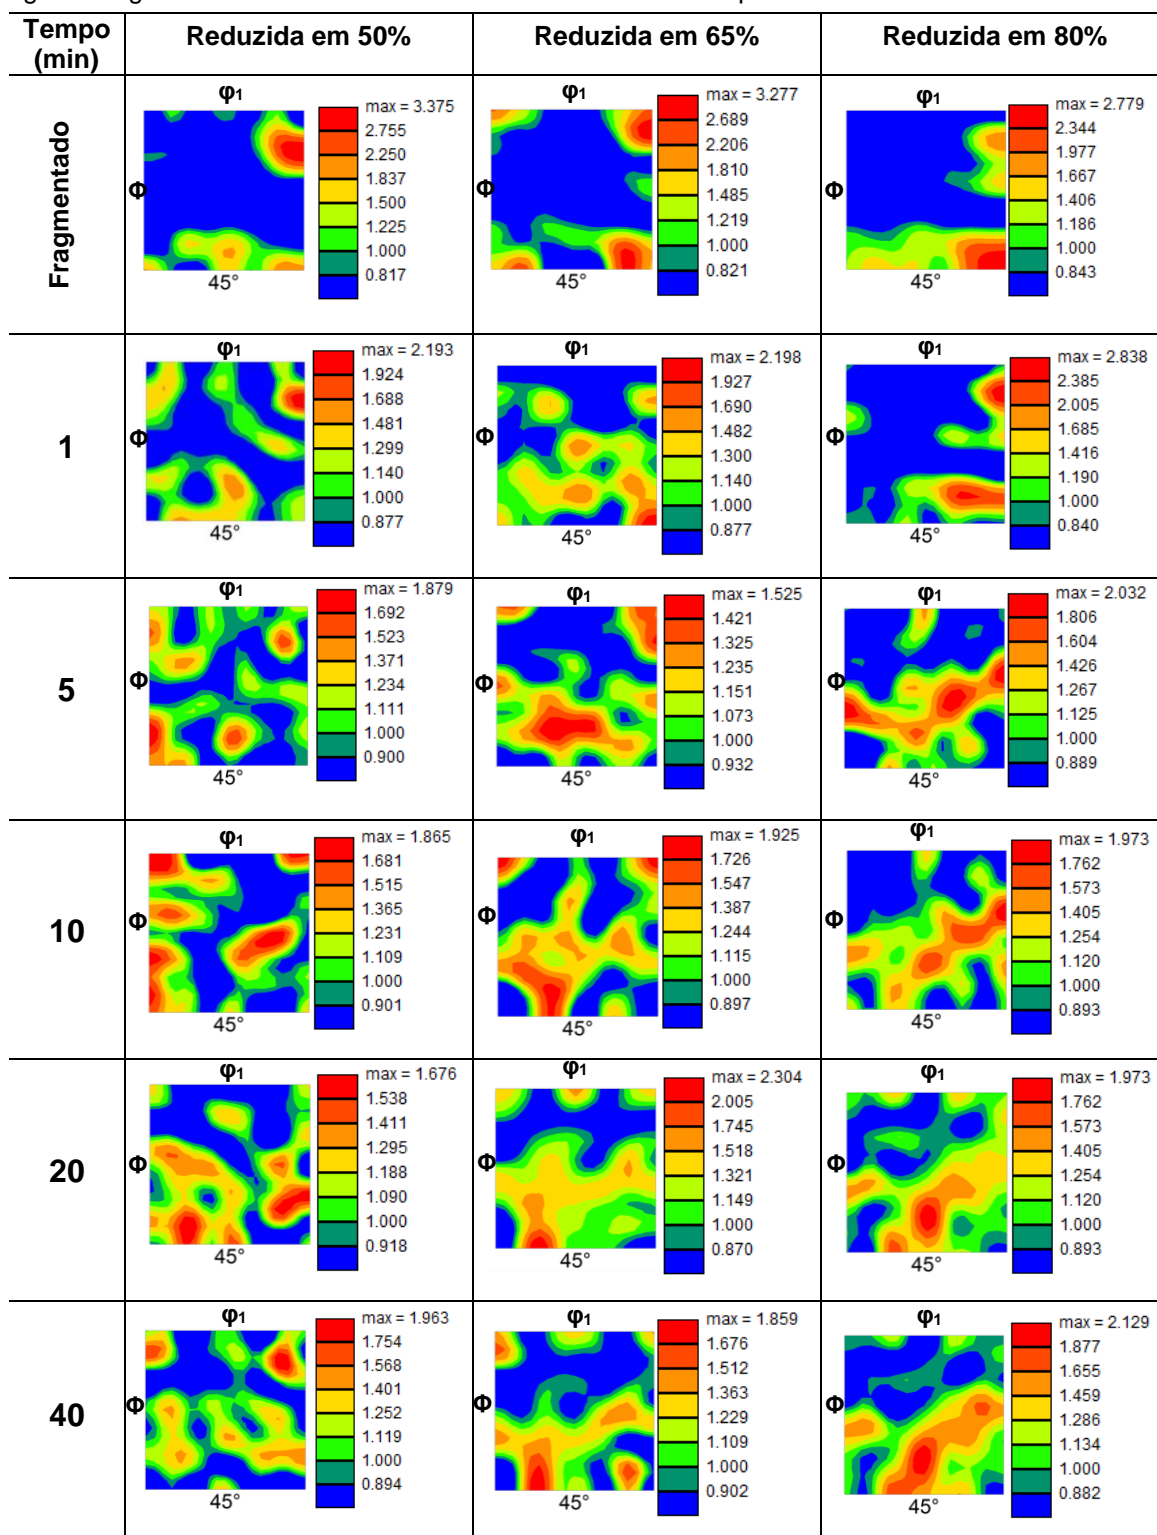 Tempo (min) Reduzida em 50% Reduzida em 65% Reduzida em 80%
Fragmentado
φ1
Φ
45°
max = 3.375
2.755
2.250
1.837
1.500
1.225
1.000
0.817
φ1
Φ
45°
max = 3.277
2.689
2.206
1.810
1.485
1.219
1.000
0.821
φ1
Φ
45°
max = 2.779
2.344
1.977
1.667
1.406
1.186
1.000
0.843
1
φ1
Φ
45°
max = 2.193
1.924
1.688
1.481
1.299
1.140
1.000
0.877
φ1
Φ
45°
max = 2.198
1.927
1.690
1.482
1.300
1.140
1.000
0.877
φ1
Φ
45°
max = 2.838
2.385
2.005
1.685
1.416
1.190
1.000
0.840
5
φ1
Φ
45°
max = 1.879
1.692
1.523
1.371
1.234
1.111
1.000
0.900
φ1
Φ
45°
max = 1.525
1.421
1.325
1.235
1.151
1.073
1.000
0.932
φ1
Φ
45°
max = 2.032
1.806
1.604
1.426
1.267
1.125
1.000
0.889
10
φ1
Φ
45°
max = 1.865
1.681
1.515
1.365
1.231
1.109
1.000
0.901
φ1
Φ
45°
max = 1.925
1.726
1.547
1.387
1.244
1.115
1.000
0.897
φ1
Φ
45°
max = 1.973
1.762
1.573
1.405
1.254
1.120
1.000
0.893
20
φ1
Φ
45°
max = 1.676
1.538
1.411
1.295
1.188
1.090
1.000
0.918
φ1
Φ
45°
max = 2.304
2.005
1.745
1.518
1.321
1.149
1.000
0.870
φ1
Φ
45°
max = 1.973
1.762
1.573
1.405
1.254
1.120
1.000
0.893
40
φ1
Φ
45°
max = 1.963
1.754
1.568
1.401
1.252
1.119
1.000
0.894
φ1
Φ
45°
max = 1.859
1.676
1.512
1.363
1.229
1.109
1.000
0.902
φ1
Φ
45°
max = 2.129
1.877
1.655
1.459
1.286
1.134
1.000
0.882